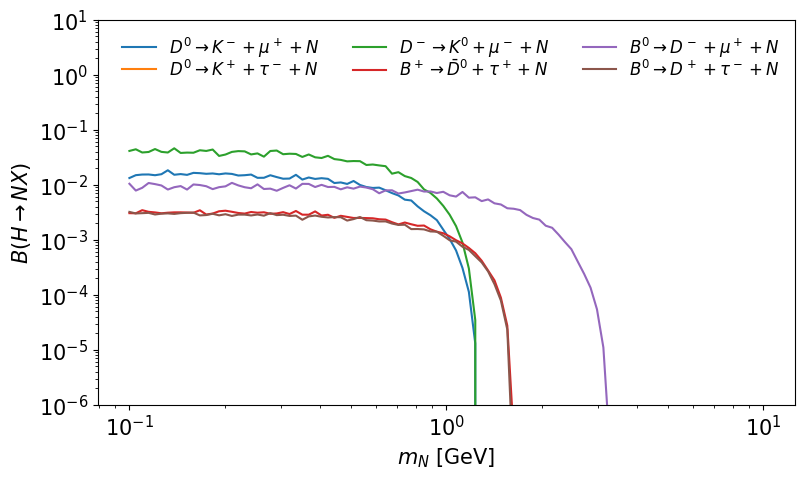 D⁰ → K⁻ + μ⁺ + N
D⁰ → K⁺ + τ⁻ + N
D⁻ → K⁰ + μ⁻ + N
B⁺ → D̄⁰ + τ⁺ + N
B⁰ → D⁻ + μ⁺ + N
B⁰ → D⁺ + τ⁻ + N
B(H → NX)
10¹
10⁰
10⁻¹
10⁻²
10⁻³
10⁻⁴
10⁻⁵
10⁻⁶
10⁻¹ 10⁰ 10¹
m_N [GeV]